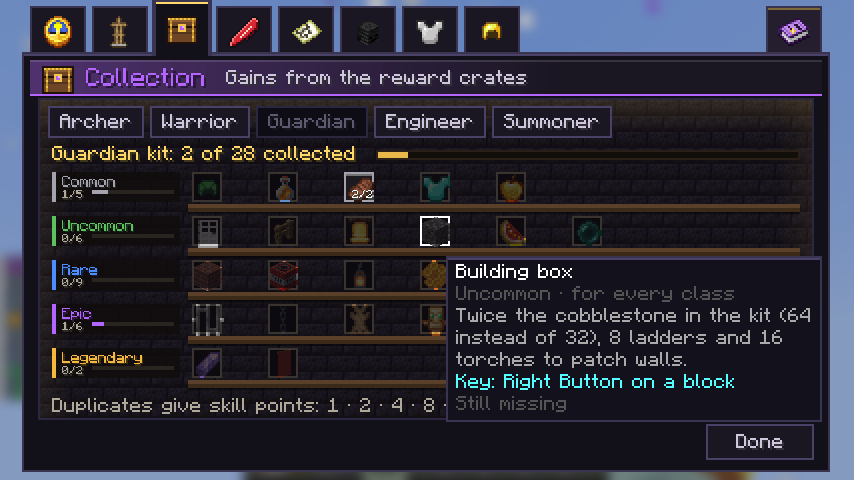 Collection Gains from the reward crates
Archer Warrior Guardian Engineer Summoner
Guardian kit: 2 of 28 collected
Common
1/5
2/2
Uncommon
0/6
Rare
0/9
Epic
1/6
Legendary
0/2
Building box
Uncommon · for every class
Twice the cobblestone in the kit (64
instead of 32), 8 ladders and 16
torches to patch walls.
Key: Right Button on a block
Still missing
Duplicates give skill points: 1 · 2 · 4 · 8 ·
Done